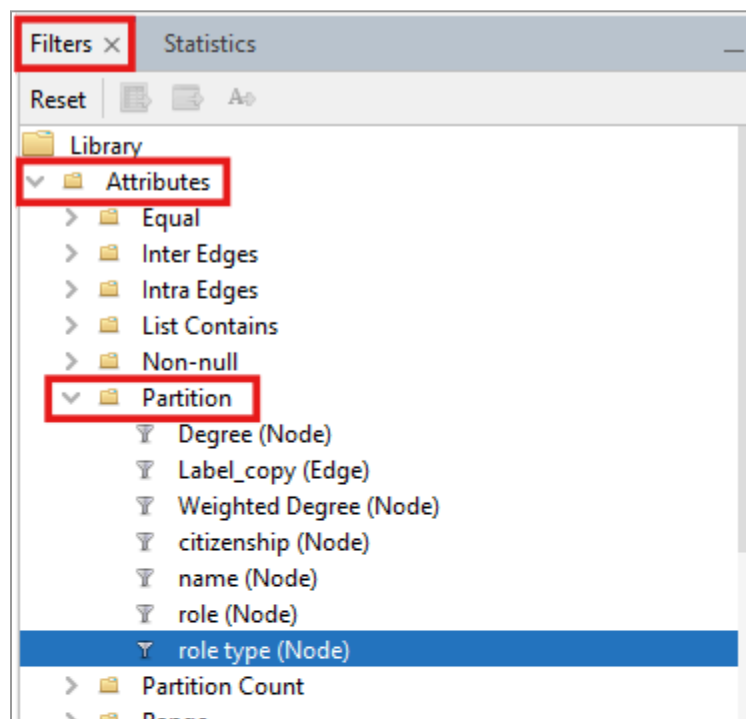 Filters × Statistics
Reset
Library
Attributes
Equal
Inter Edges
Intra Edges
List Contains
Non-null
Partition
Degree (Node)
Label_copy (Edge)
Weighted Degree (Node)
citizenship (Node)
name (Node)
role (Node)
role type (Node)
Partition Count